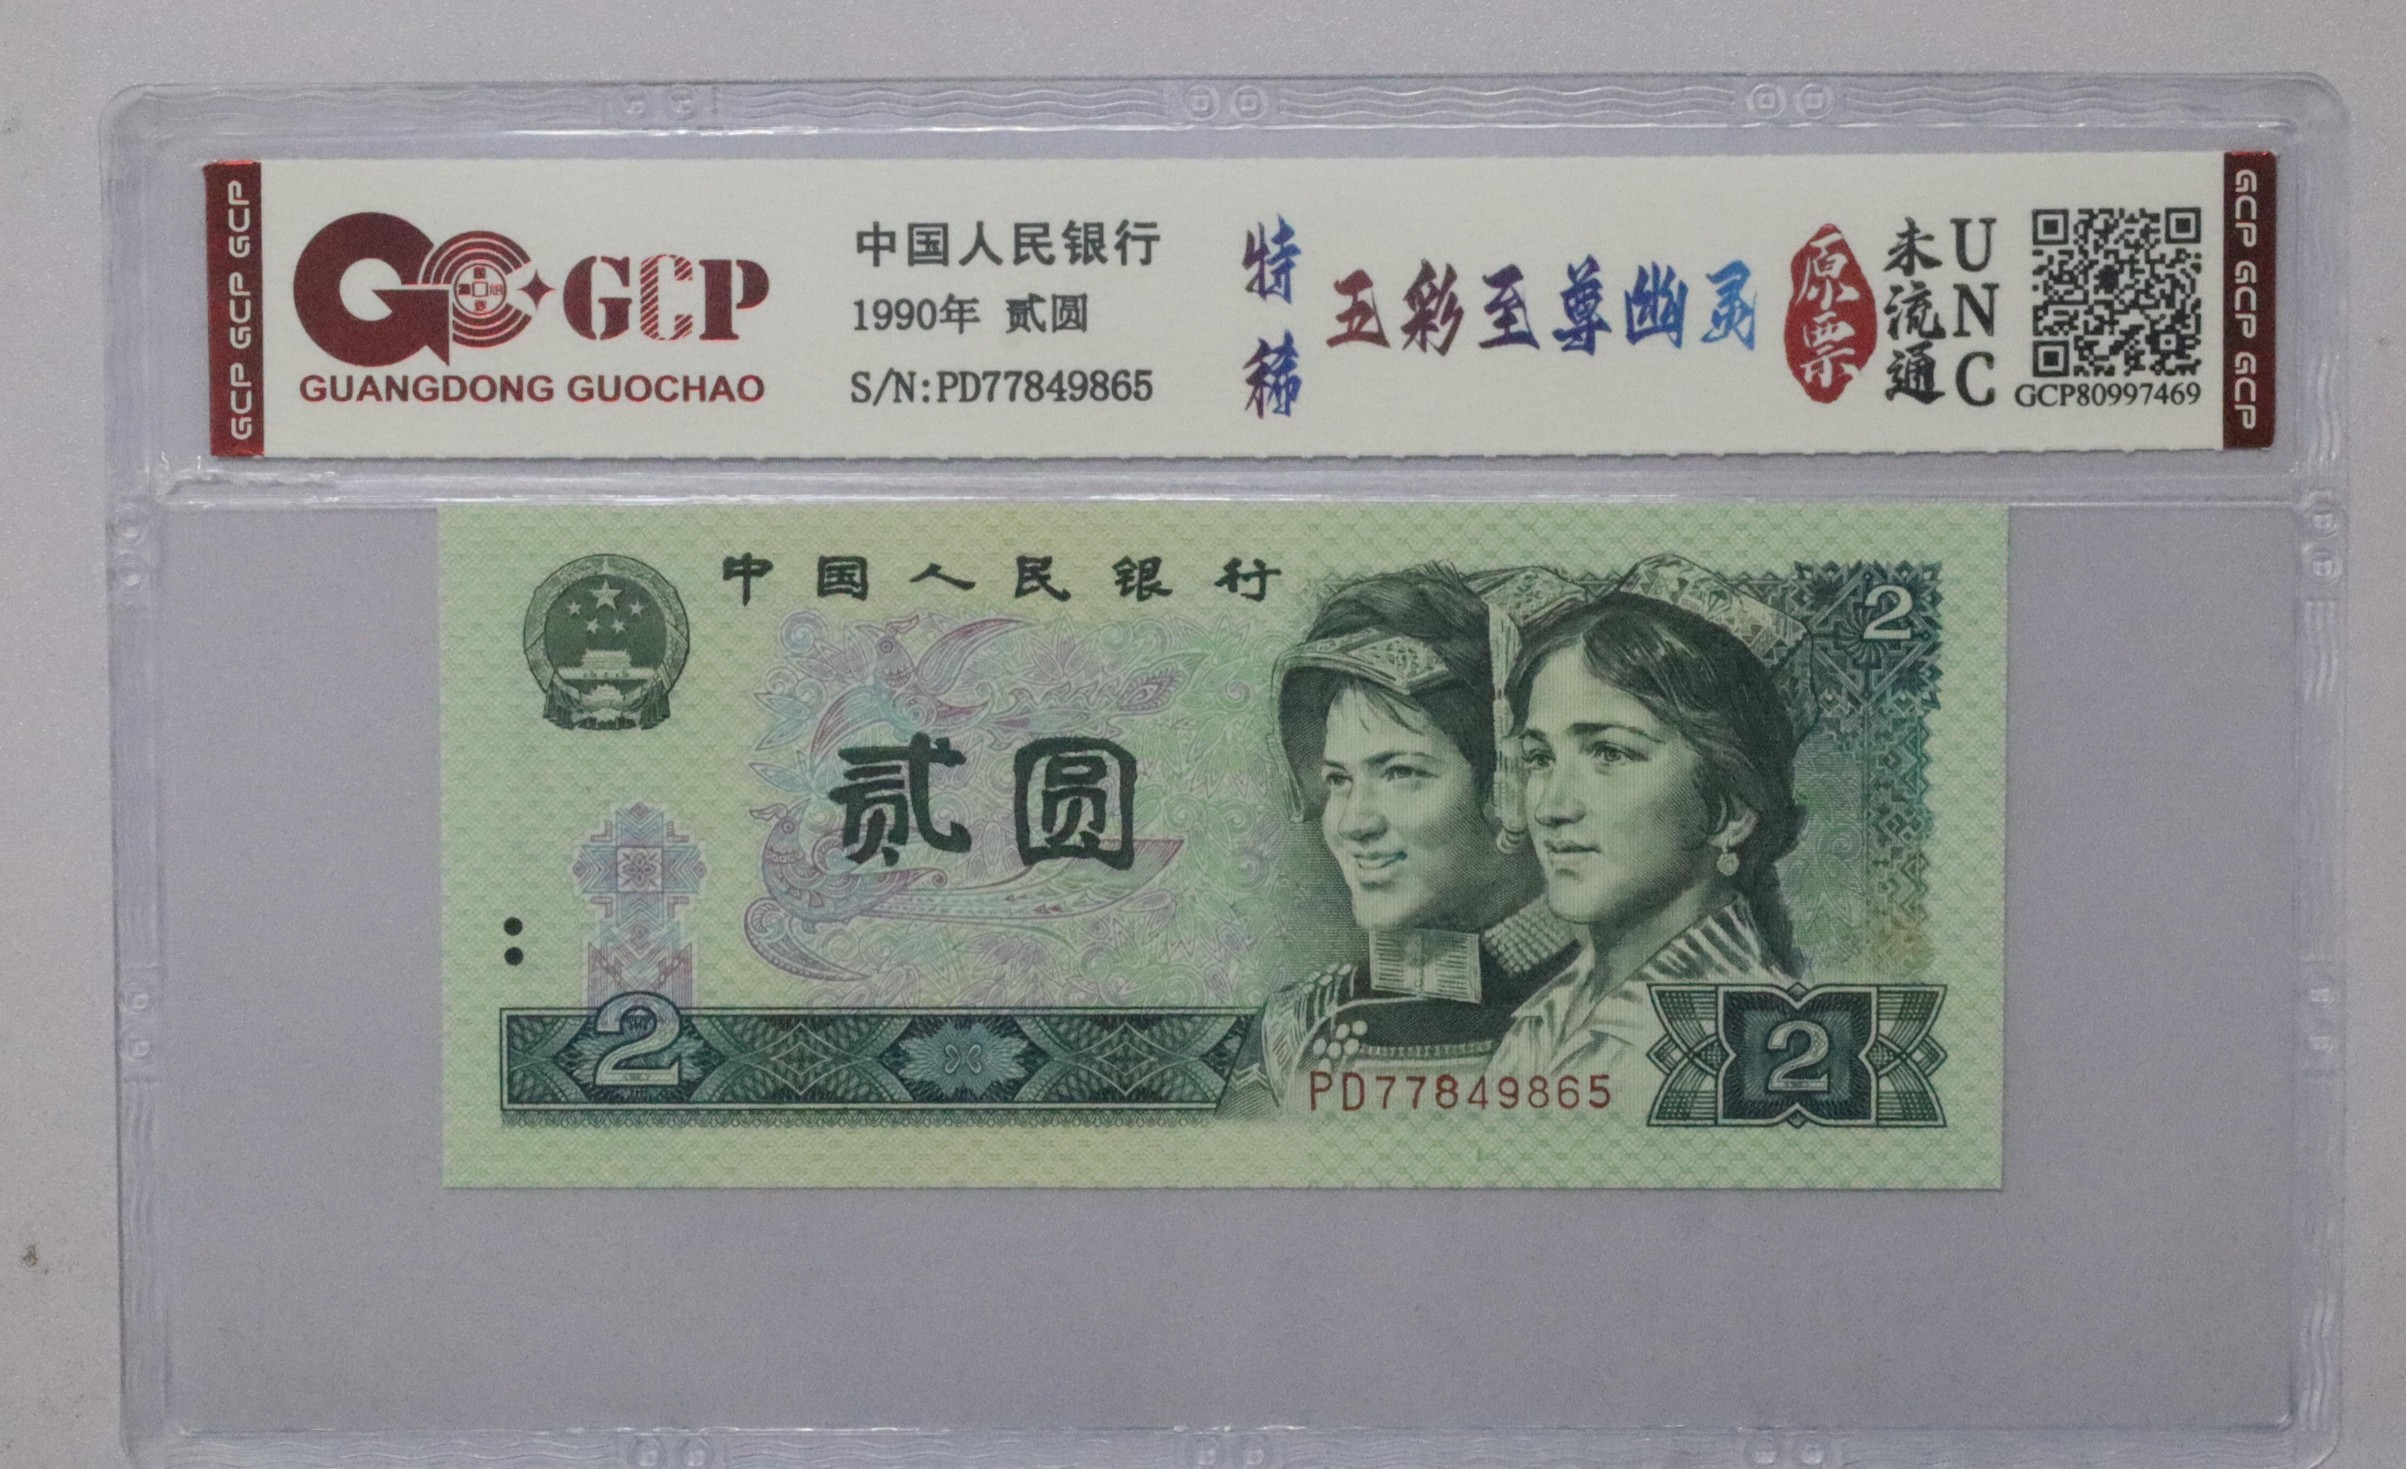 GCP GCP GCP
GCP
GUANGDONG GUOCHAO
中国人民银行
1990年 贰圆
S/N:PD77849865
特稀
五彩至尊幽灵
原票
未流通
UNC
GCP80997469
GCP GCP GCP
中国人民银行
2
贰圆
2
PD77849865
2